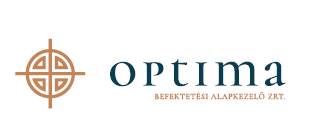 optima
BEFEKTETÉSI ALAPKEZELŐ ZRT.